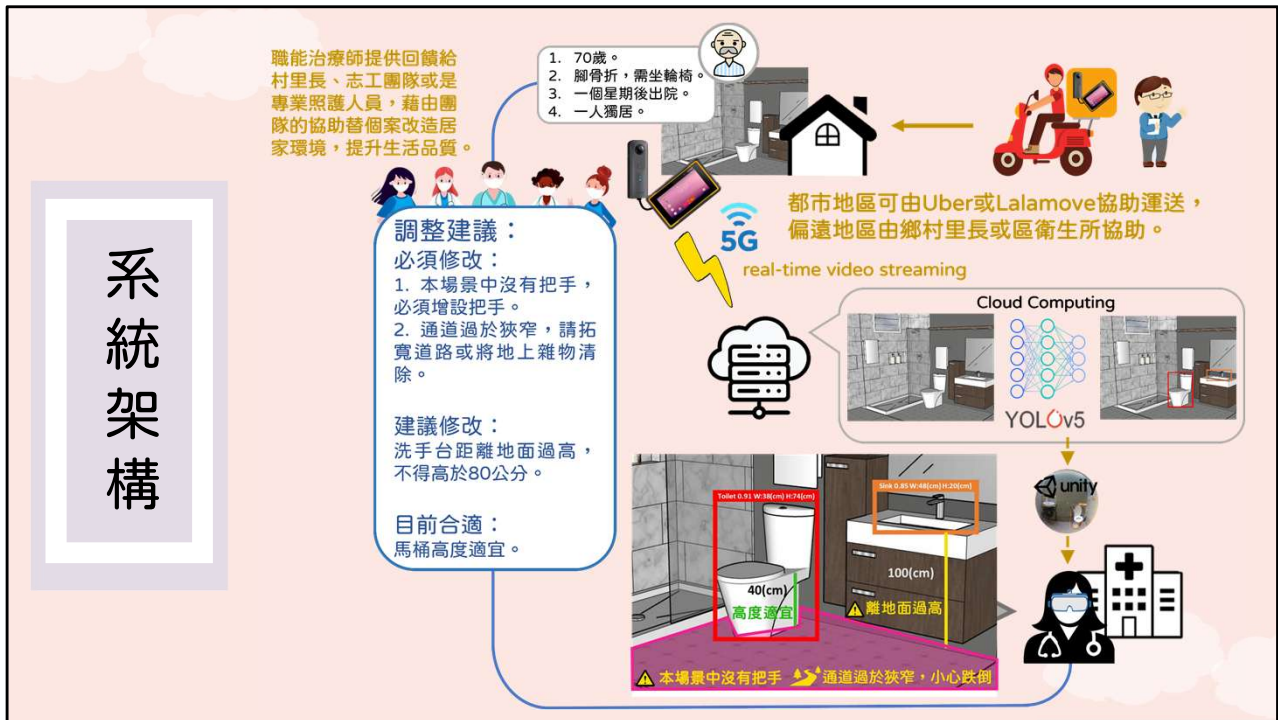 系統架構
職能治療師提供回饋給
村里長、志工團隊或是
專業照護人員，藉由團
隊的協助替個案改造居
家環境，提升生活品質。
1. 70歲。
2. 腳骨折，需坐輪椅。
3. 一個星期後出院。
4. 一人獨居。
都市地區可由Uber或Lalamove協助運送，
偏遠地區由鄉村里長或區衛生所協助。
5G
real-time video streaming
Cloud Computing
YOLOv5
unity
調整建議：
必須修改：
1. 本場景中沒有把手，
必須增設把手。
2. 通道過於狹窄，請拓
寬道路或將地上雜物清
除。
建議修改：
洗手台距離地面過高，
不得高於80公分。
目前合適：
馬桶高度適宜。
Toilet 0.91 W:38(cm) H:74(cm)
Sink 0.85 W:48(cm) H:20(cm)
40(cm)
高度適宜
100(cm)
離地面過高
本場景中沒有把手
通道過於狹窄，小心跌倒